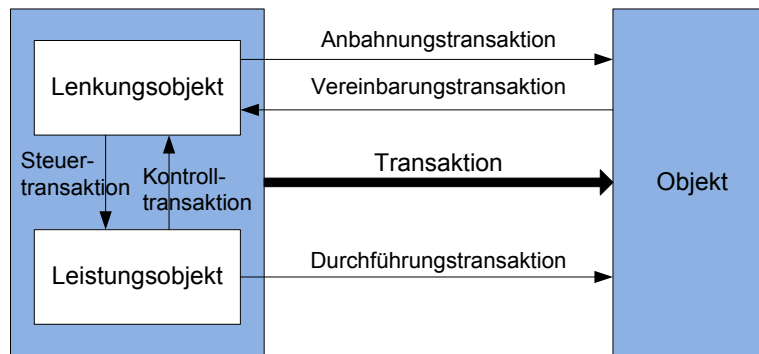 Anbahnungstransaktion
Lenkungsobjekt
Vereinbarungstransaktion
Steuer-
transaktion
Kontroll-
transaktion
Transaktion
Objekt
Leistungsobjekt
Durchführungstransaktion